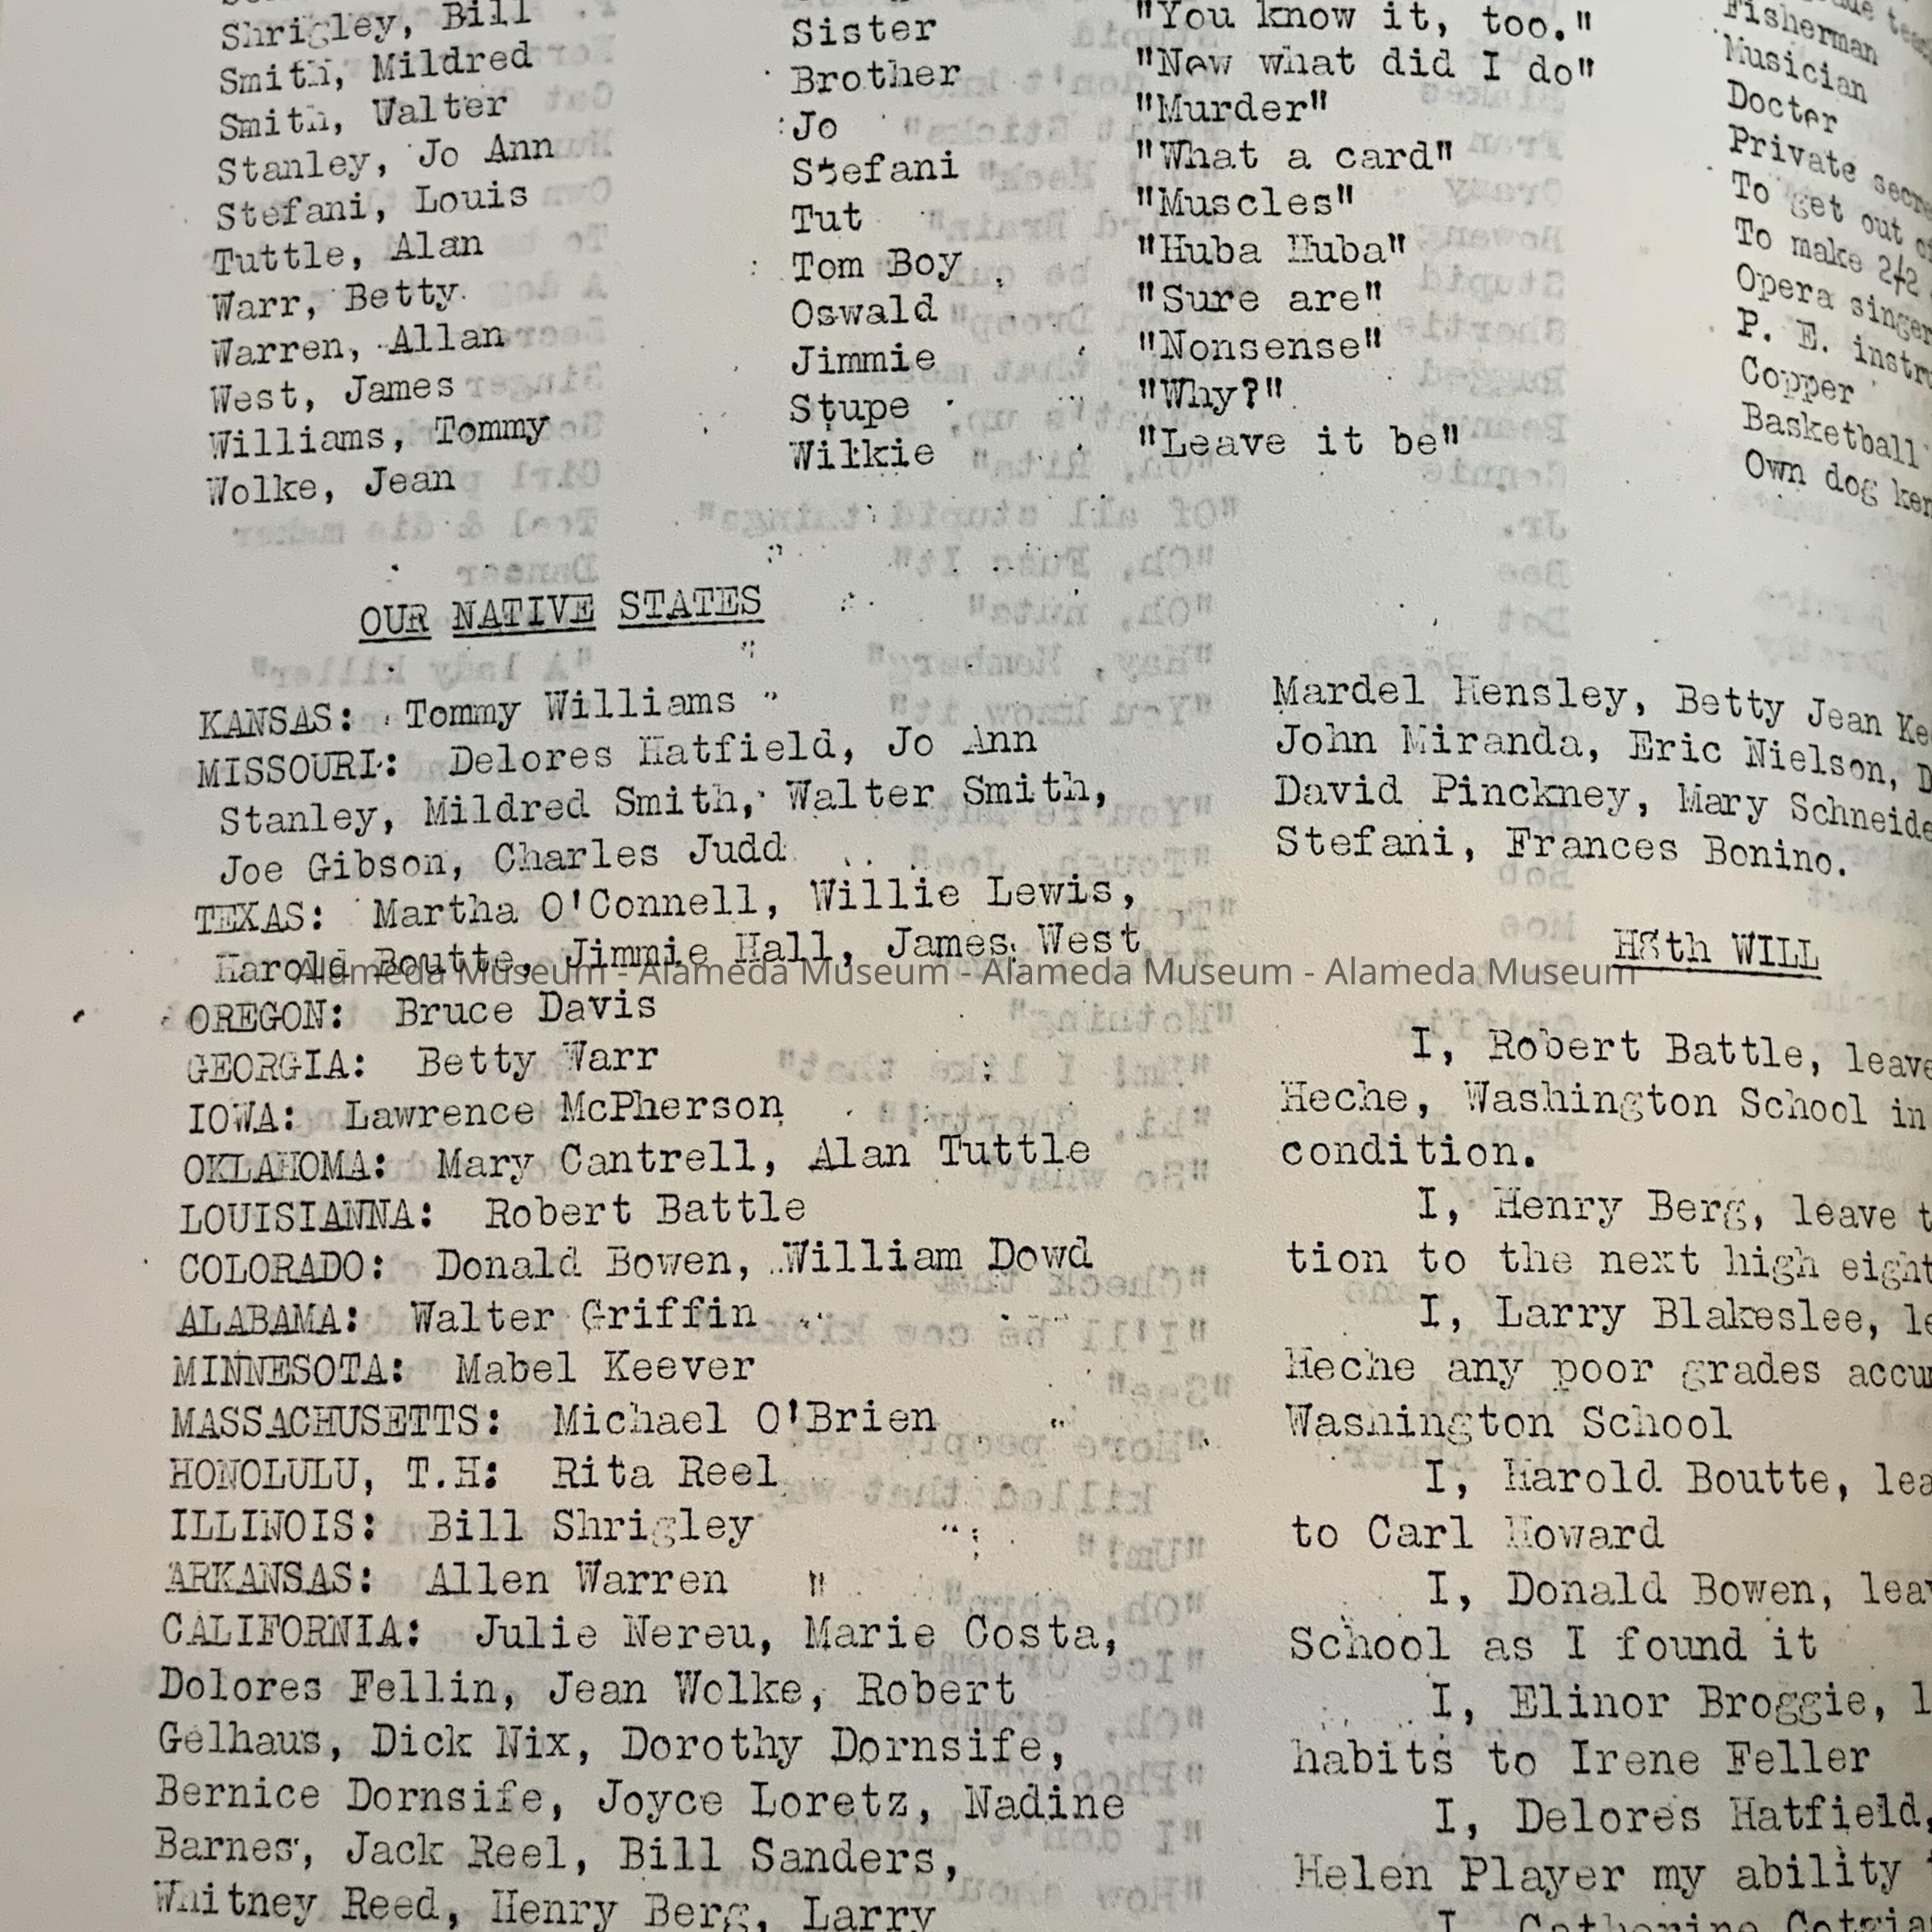 Shrigley, Bill
Smith, Mildred
Smith, Walter
Stanley, Jo Ann
Stefani, Louis
Tuttle, Alan
Warr, Betty
Warren, Allan
West, James
Williams, Tommy
Wolke, Jean
Sister
Brother
Jo
Stefani
Tut
Tom Boy
Oswald
Jimmie
Stupe
Wilkie
"You know it, too."
"Now what did I do"
"Murder"
"What a card"
"Muscles"
"Huba Huba"
"Sure are"
"Nonsense"
"Why?"
"Leave it be"
Fisherman
Musician
Doctor
Private
To get out
To make 2+2
Opera singer
P. E.
Copper
Basketball
Own dog
OUR NATIVE STATES
KANSAS: Tommy Williams
MISSOURI: Delores Hatfield, Jo Ann
Stanley, Mildred Smith, Walter Smith,
Joe Gibson, Charles Judd
TEXAS: Martha O'Connell, Willie Lewis,
Harold Boutte, Jimmie Hall, James West
OREGON: Bruce Davis
GEORGIA: Betty Warr
IOWA: Lawrence McPherson
OKLAHOMA: Mary Cantrell, Alan Tuttle
LOUISIANNA: Robert Battle
COLORADO: Donald Bowen, William Dowd
ALABAMA: Walter Griffin
MINNESOTA: Mabel Keever
MASSACHUSETTS: Michael O'Brien
HONOLULU, T.H: Rita Reel
ILLINOIS: Bill Shrigley
ARKANSAS: Allen Warren
CALIFORNIA: Julie Nereu, Marie Costa,
Dolores Fellin, Jean Wolke, Robert
Gelhaus, Dick Nix, Dorothy Dornsife,
Bernice Dornsife, Joyce Loretz, Nadine
Barnes, Jack Reel, Bill Sanders,
Whitney Reed, Henry Berg, Larry
Mardel Hensley, Betty Jean
John Miranda, Eric Nielson,
David Pinckney, Mary
Stefani, Frances Bonino.
H8th WILL
I, Robert Battle, leave
Heche, Washington School in
condition.
I, Henry Berg, leave
tion to the next high
I, Larry Blakeslee,
Heche any poor grades
Washington School
I, Harold Boutte,
to Carl Howard
I, Donald Bowen,
School as I found it
I, Elinor Broggie,
habits to Irene Feller
I, Delores Hatfield,
Helen Player my ability
I, Catherine
Alameda Museum - Alameda Museum - Alameda Museum - Alameda Museum